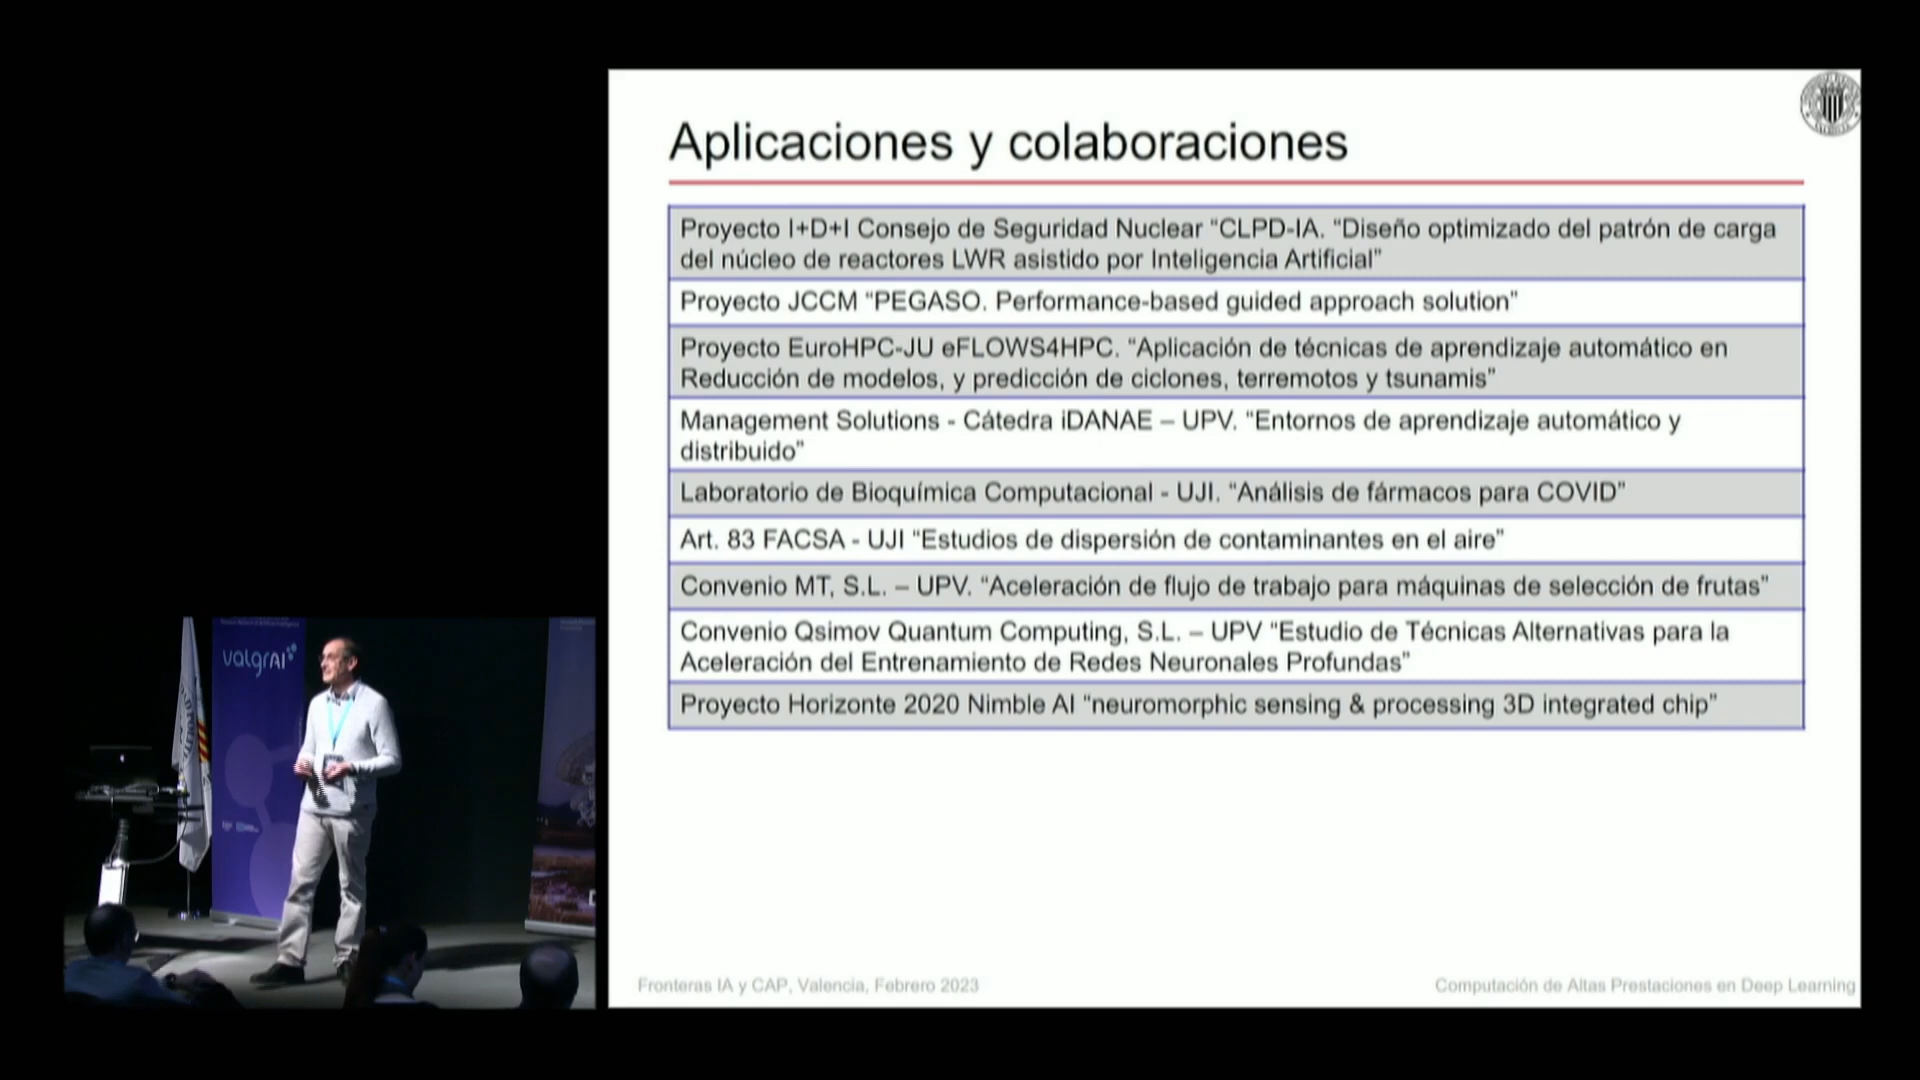 Aplicaciones y colaboraciones
Proyecto I+D+I Consejo de Seguridad Nuclear “CLPD-IA. “Diseño optimizado del patrón de carga
del núcleo de reactores LWR asistido por Inteligencia Artificial”
Proyecto JCCM “PEGASO. Performance-based guided approach solution”
Proyecto EuroHPC-JU eFLOWS4HPC. “Aplicación de técnicas de aprendizaje automático en
Reducción de modelos, y predicción de ciclones, terremotos y tsunamis”
Management Solutions - Cátedra iDANAE – UPV. “Entornos de aprendizaje automático y
distribuido”
Laboratorio de Bioquímica Computacional - UJI. “Análisis de fármacos para COVID”
Art. 83 FACSA - UJI “Estudios de dispersión de contaminantes en el aire”
Convenio MT, S.L. – UPV. “Aceleración de flujo de trabajo para máquinas de selección de frutas”
Convenio Qsimov Quantum Computing, S.L. – UPV “Estudio de Técnicas Alternativas para la
Aceleración del Entrenamiento de Redes Neuronales Profundas”
Proyecto Horizonte 2020 Nimble AI “neuromorphic sensing & processing 3D integrated chip”
Fronteras IA y CAP, Valencia, Febrero 2023
Computación de Altas Prestaciones en Deep Learning
valgrAI